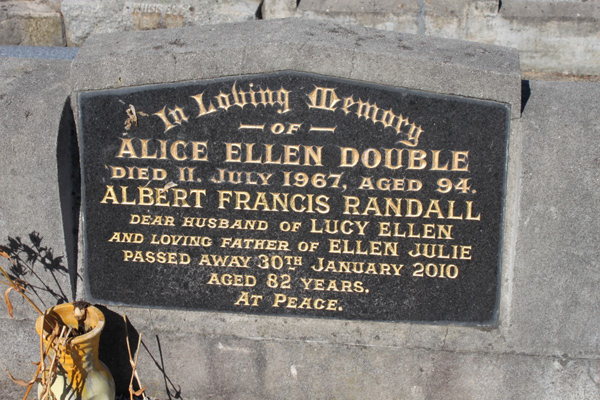 In Loving Memory
— OF —
ALICE ELLEN DOUBLE
DIED 11. JULY 1967, AGED 94.
ALBERT FRANCIS RANDALL
DEAR HUSBAND OF LUCY ELLEN
AND LOVING FATHER OF ELLEN JULIE
PASSED AWAY 30TH JANUARY 2010
AGED 82 YEARS.
AT PEACE.